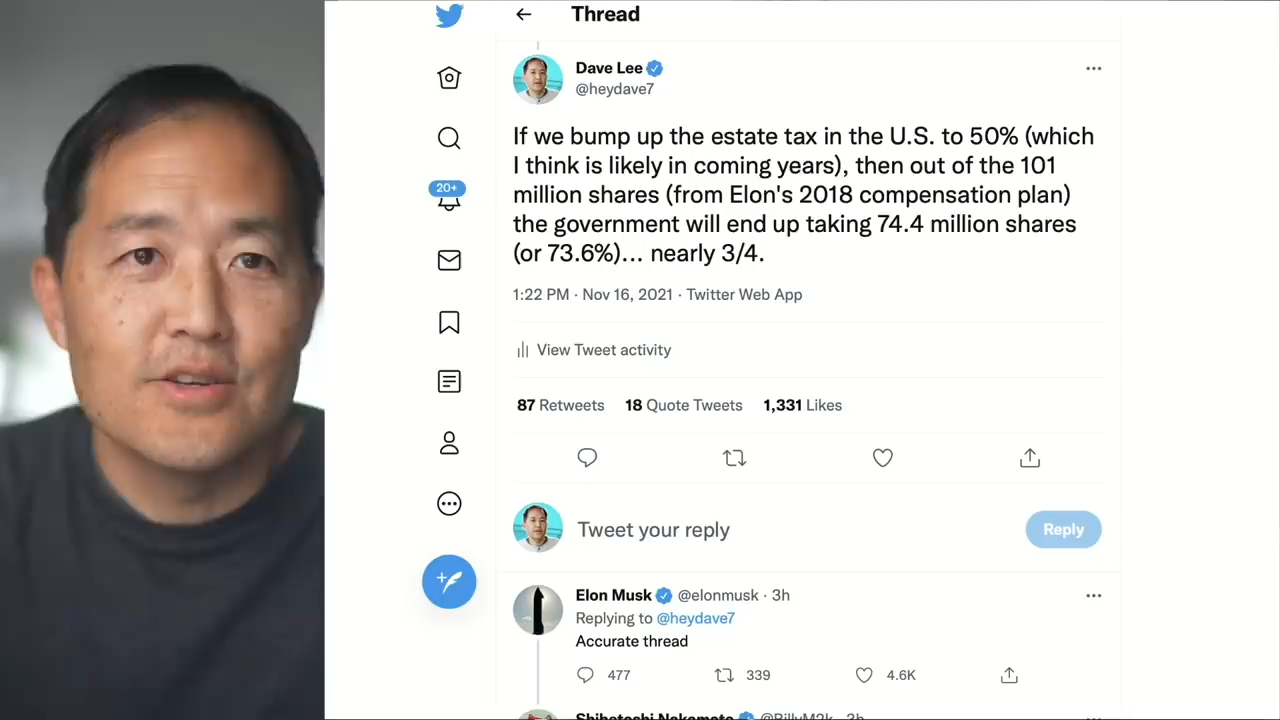 Thread
Dave Lee
@heydave7
If we bump up the estate tax in the U.S. to 50% (which
I think is likely in coming years), then out of the 101
million shares (from Elon's 2018 compensation plan)
the government will end up taking 74.4 million shares
(or 73.6%)... nearly 3/4.
1:22 PM · Nov 16, 2021 · Twitter Web App
View Tweet activity
87 Retweets 18 Quote Tweets 1,331 Likes
20+
Tweet your reply
Reply
Elon Musk @elonmusk · 3h
Replying to @heydave7
Accurate thread
477 339 4.6K
Shibetoshi Nakamoto @BillyM2k · 3h